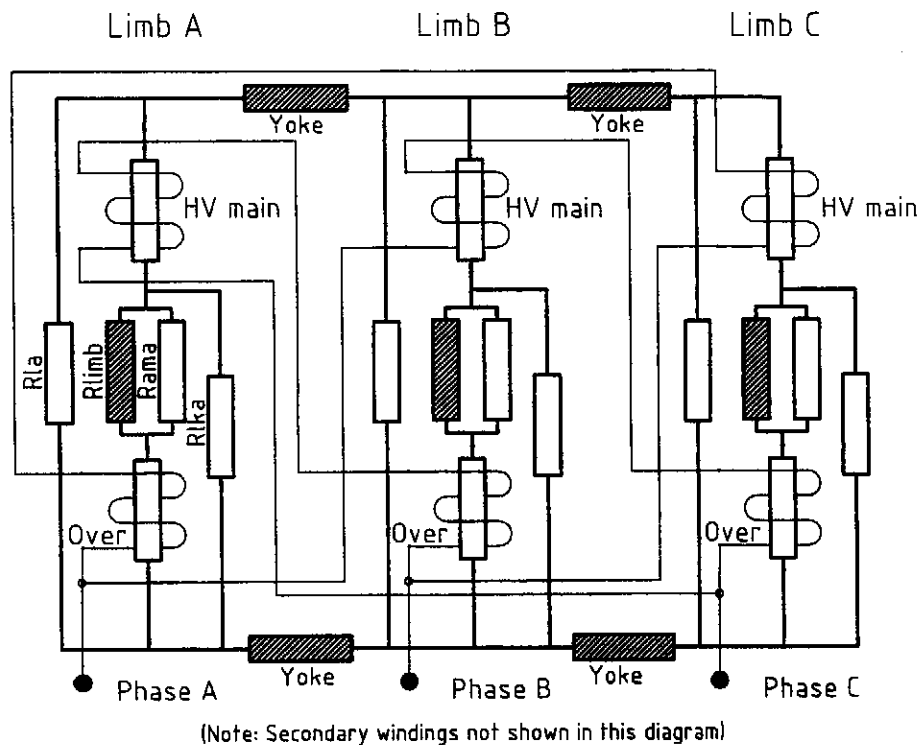 Limb A
Limb B
Limb C
Yoke
Yoke
HV main
HV main
HV main
Rla
Rlimb
Rama
Rlka
Over
Over
Over
Phase A
Yoke
Phase B
Yoke
Phase C
(Note: Secondary windings not shown in this diagram)